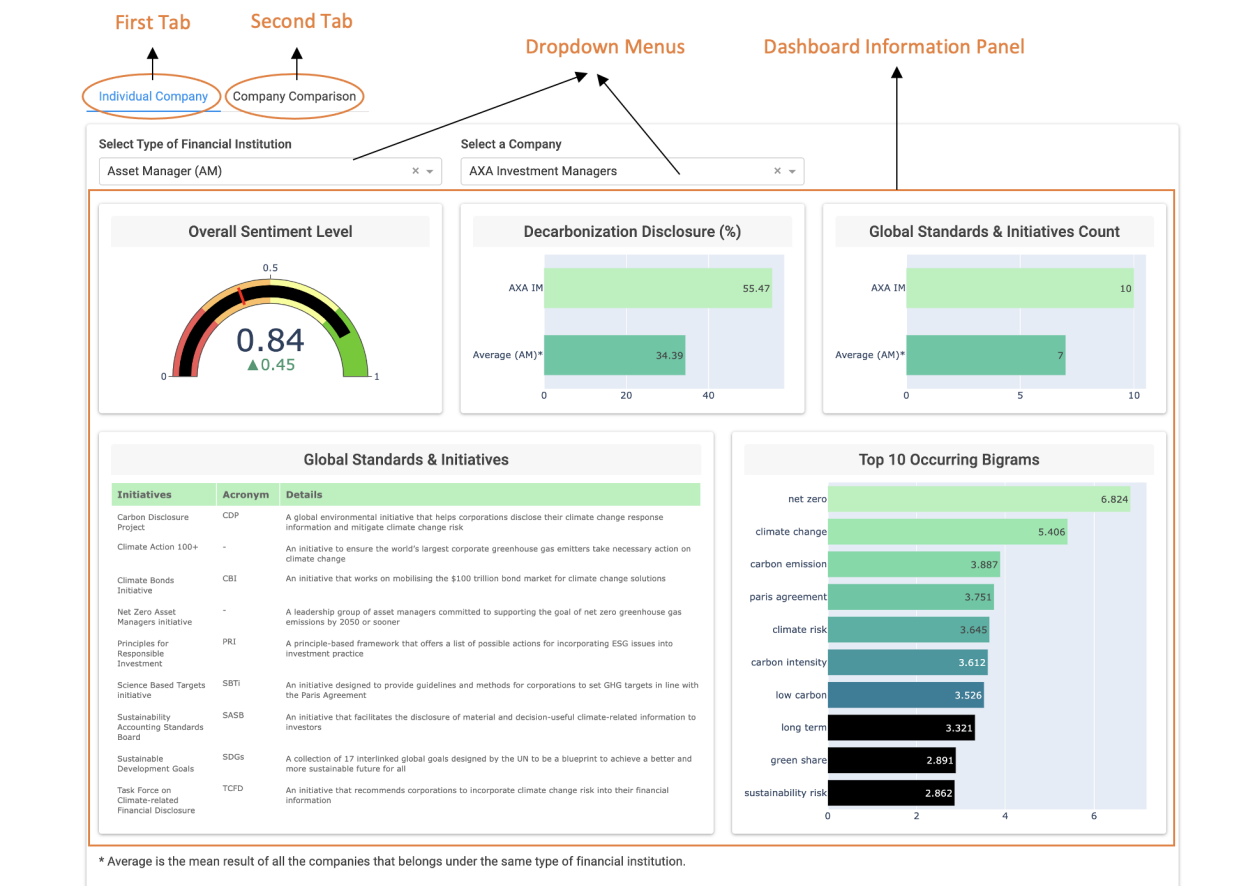 First Tab
Second Tab
Dropdown Menus
Dashboard Information Panel
Individual Company
Company Comparison
Select Type of Financial Institution
Select a Company
Asset Manager (AM)
×
AXA Investment Managers
×
Overall Sentiment Level
0.5
0.84
▲0.45
0
1
Decarbonization Disclosure (%)
AXA IM
55.47
Average (AM)*
34.39
0
20
40
Global Standards & Initiatives Count
AXA IM
10
Average (AM)*
7
0
5
10
Global Standards & Initiatives
Initiatives
Acronym
Details
Carbon Disclosure
Project
CDP
A global environmental initiative that helps corporations disclose their climate change response
information and mitigate climate change risk
Climate Action 100+
-
An initiative to ensure the world's largest corporate greenhouse gas emitters take necessary action on
climate change
Climate Bonds
Initiative
CBI
An initiative that works on mobilising the $100 trillion bond market for climate change solutions
Net Zero Asset
Managers initiative
-
A leadership group of asset managers committed to supporting the goal of net zero greenhouse gas
emissions by 2050 or sooner
Principles for
Responsible
Investment
PRI
A principle-based framework that offers a list of possible actions for incorporating ESG issues into
investment practice
Science Based Targets
initiative
SBTi
An initiative designed to provide guidelines and methods for corporations to set GHG targets in line with
the Paris Agreement
Sustainability
Accounting Standards
Board
SASB
An initiative that facilitates the disclosure of material and decision-useful climate-related information to
investors
Sustainable
Development Goals
SDGs
A collection of 17 interlinked global goals designed by the UN to be a blueprint to achieve a better and
more sustainable future for all
Task Force on
Climate-related
Financial Disclosure
TCFD
An initiative that recommends corporations to incorporate climate change risk into their financial
information
Top 10 Occurring Bigrams
net zero
6.824
climate change
5.406
carbon emission
3.887
paris agreement
3.751
climate risk
3.645
carbon intensity
3.612
low carbon
3.526
long term
3.321
green share
2.891
sustainability risk
2.862
0
2
4
6
* Average is the mean result of all the companies that belongs under the same type of financial institution.